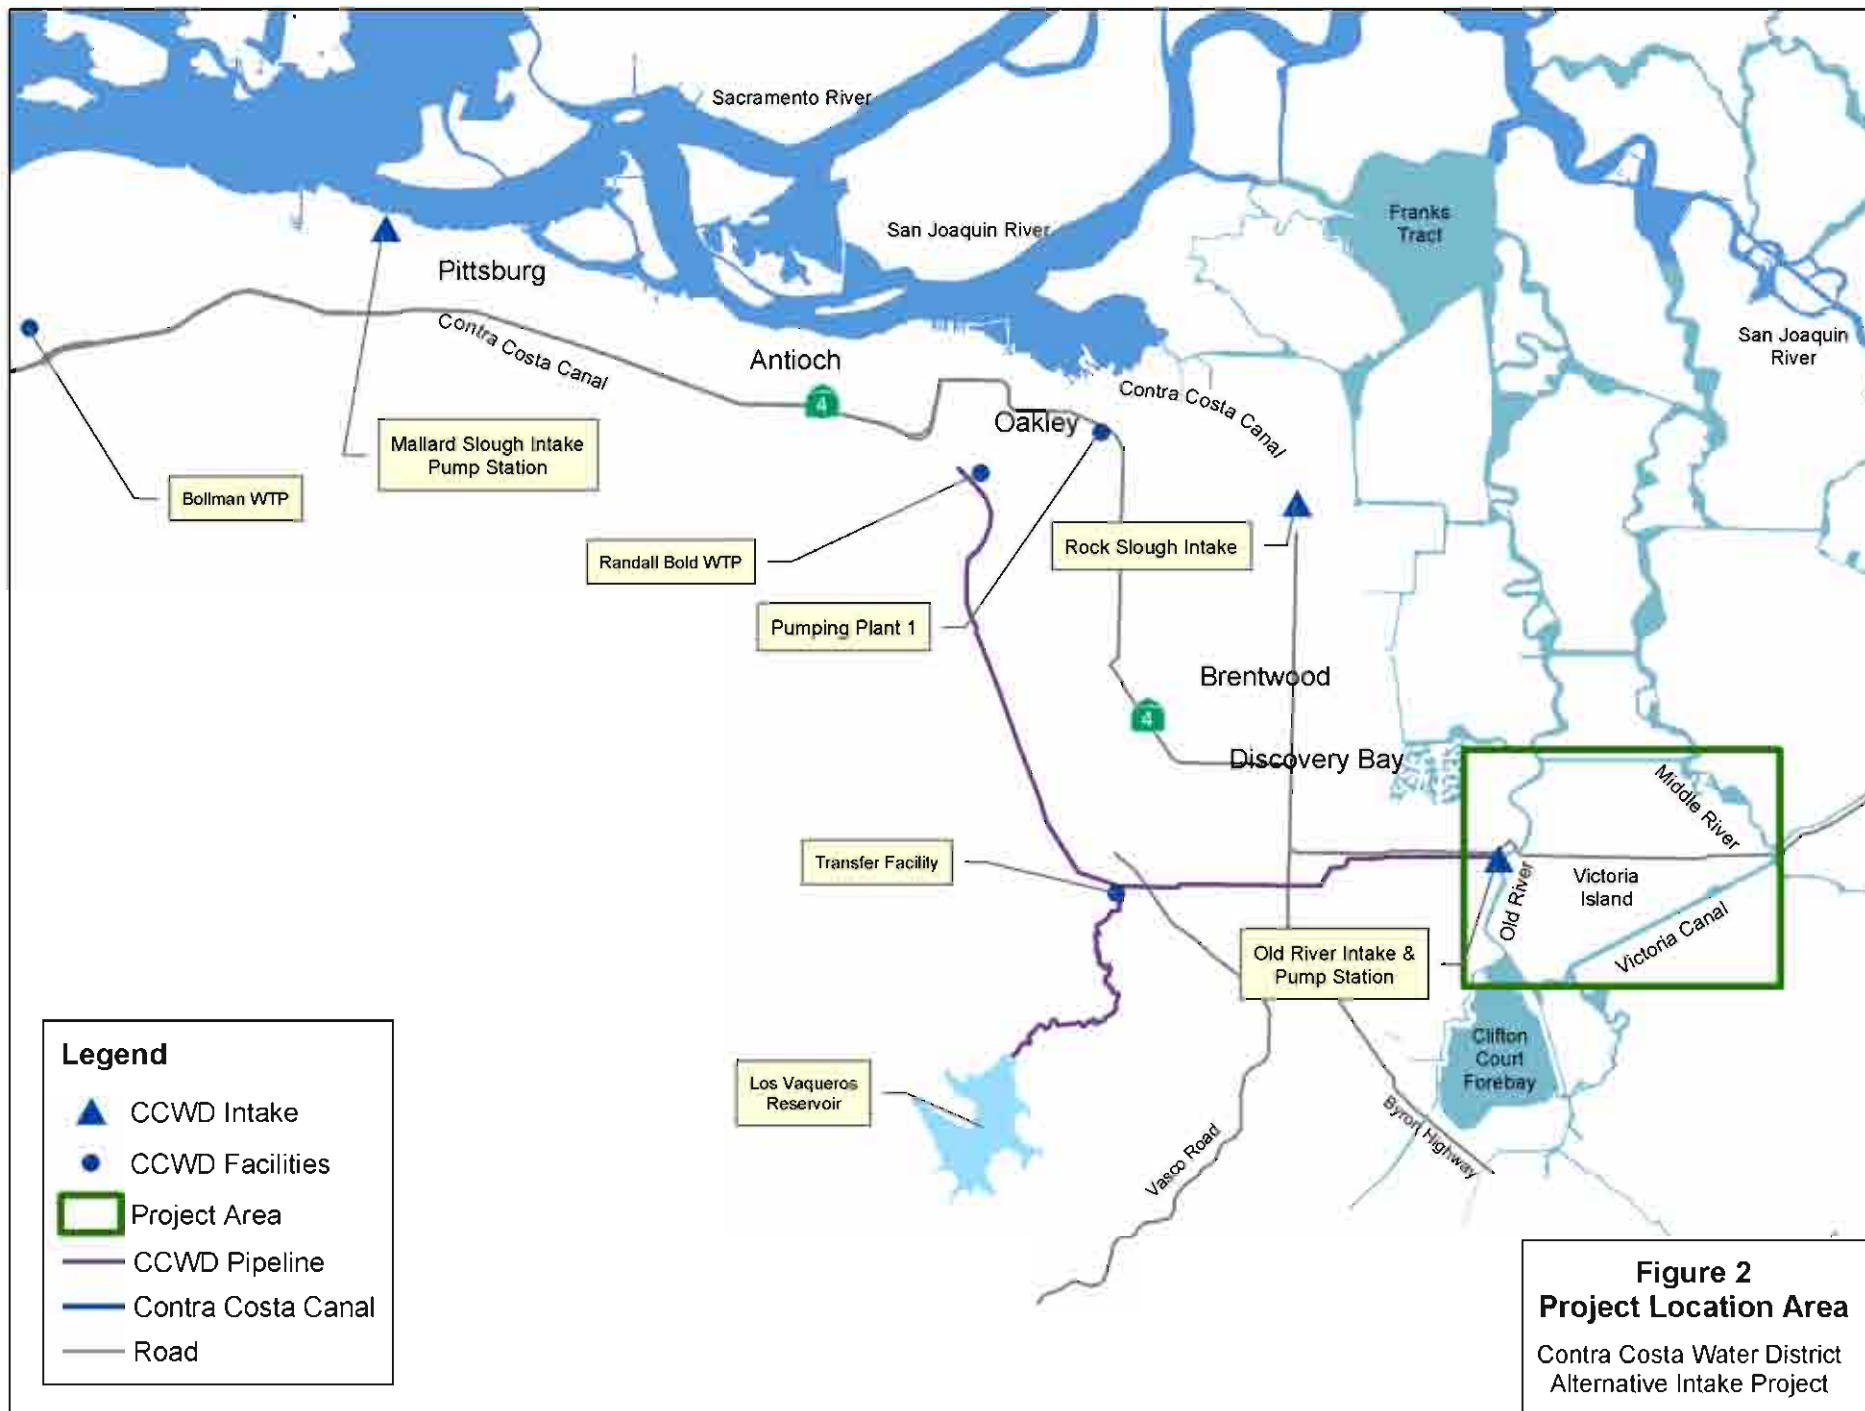 Sacramento River
San Joaquin River
Franks
Tract
Pittsburg
Contra Costa Canal
San Joaquin
River
Antioch
4
Contra Costa Canal
Oakley
Mallard Slough Intake
Pump Station
Bollman WTP
Randall Bold WTP
Rock Slough Intake
Pumping Plant 1
Brentwood
4
Discovery Bay
Middle River
Transfer Facility
Victoria
Island
Old River
Victoria Canal
Old River Intake &
Pump Station
Clifton
Court
Forebay
Los Vaqueros
Reservoir
Byron Highway
Vasco Road
Legend
CCWD Intake
CCWD Facilities
Project Area
CCWD Pipeline
Contra Costa Canal
Road
Figure 2
Project Location Area
Contra Costa Water District
Alternative Intake Project